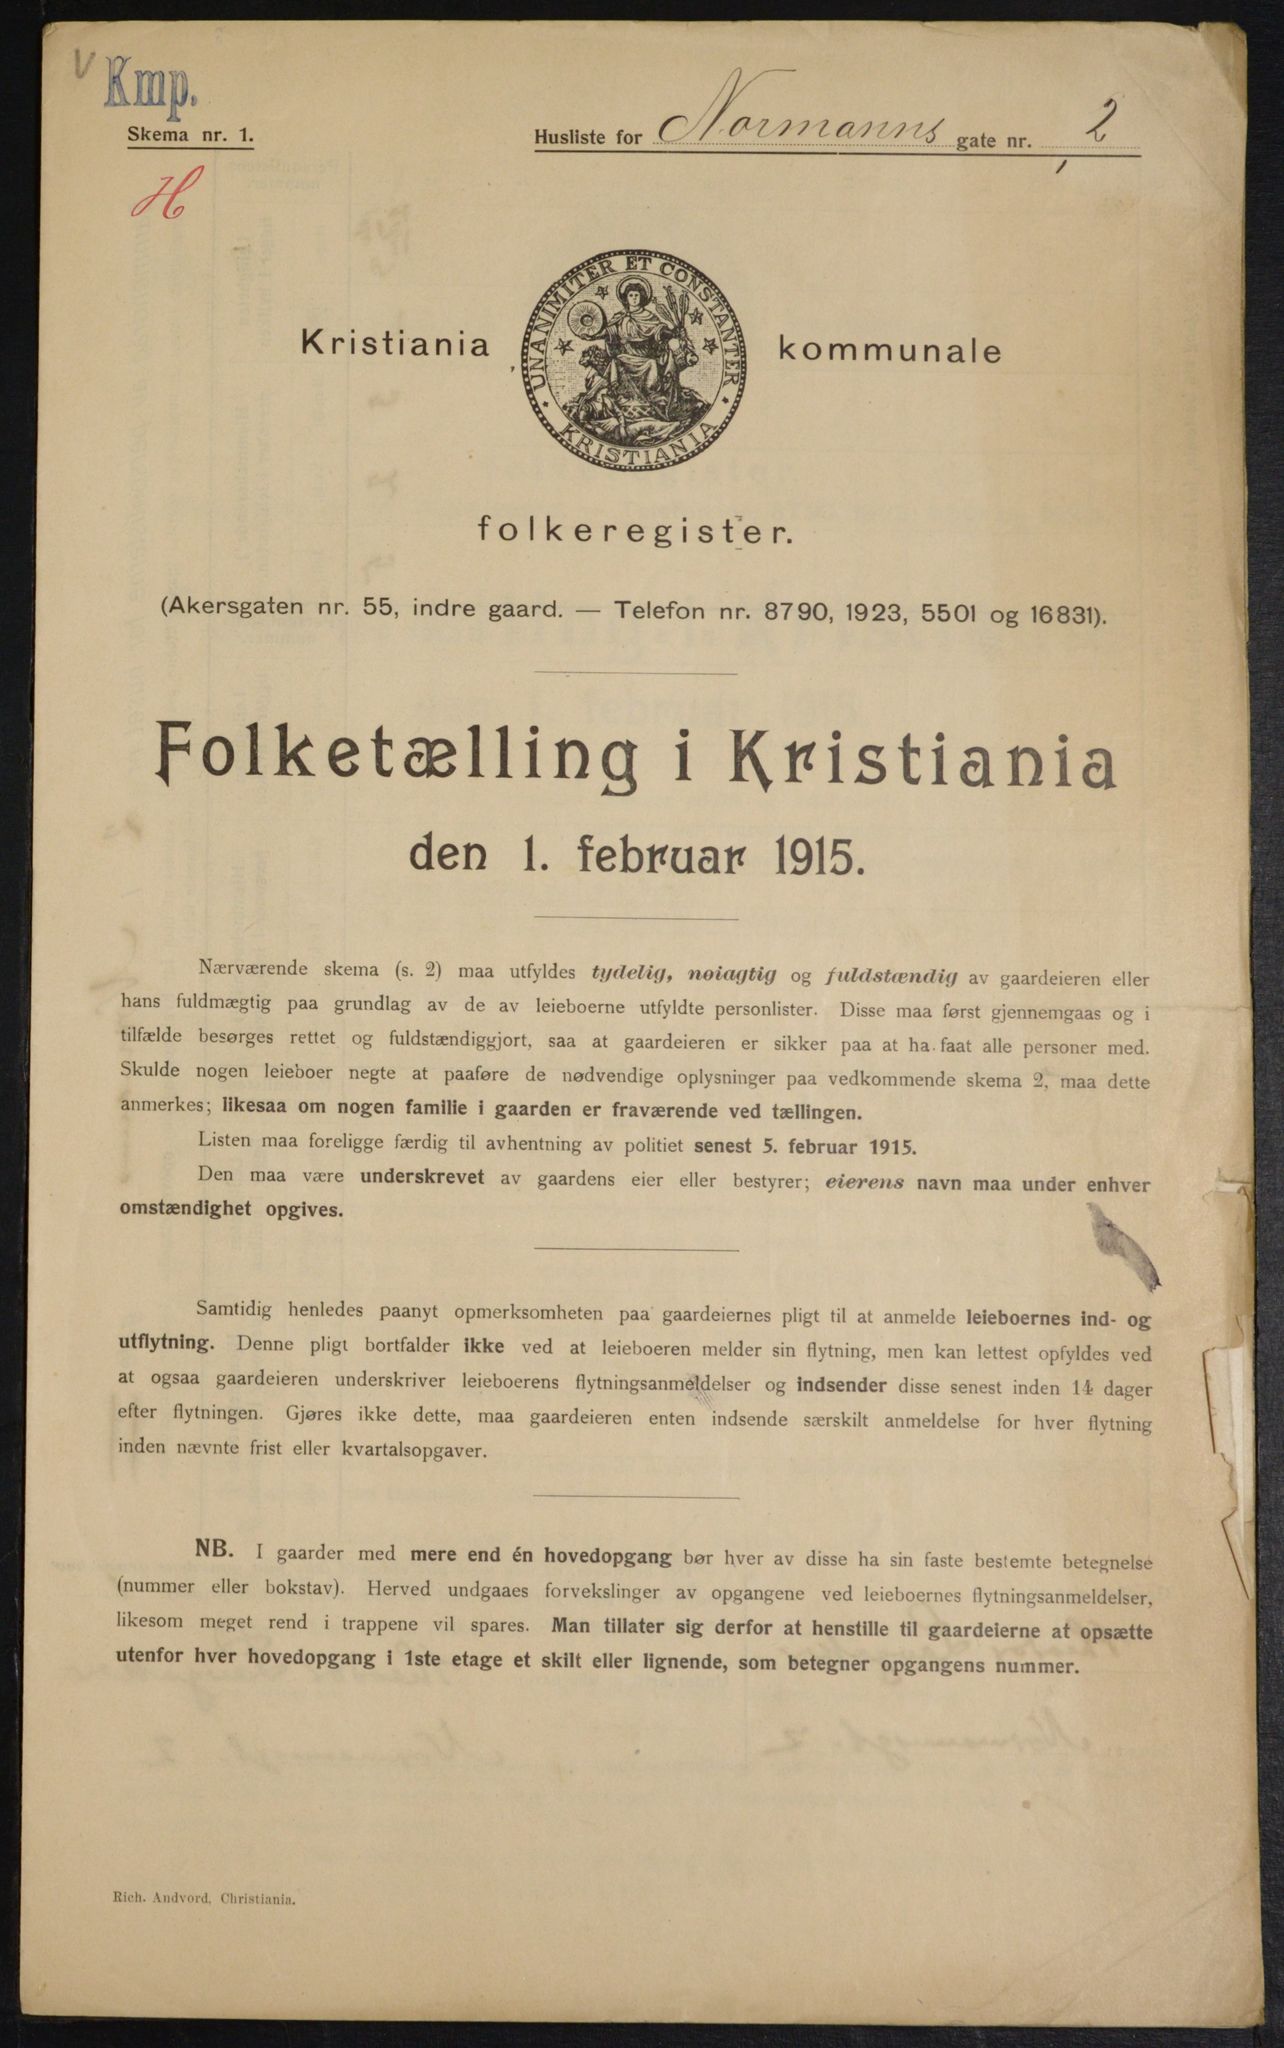 V
Kmp.
Skema nr. 1.
Husliste for Normanns gate nr. 2
H
UNANIMITER ET CONSTANTER
KRISTIANIA
Kristiania kommunale
folkeregister.
(Akersgaten nr. 55, indre gaard. — Telefon nr. 8790, 1923, 5501 og 16831).
Folketælling i Kristiania
den 1. februar 1915.
Nærværende skema (s. 2) maa utfyldes tydelig, nøiagtig og fuldstændig av gaardeieren eller
hans fuldmægtig paa grundlag av de av leieboerne utfyldte personlister. Disse maa først gjennemgaas og i
tilfælde besørges rettet og fuldstændiggjort, saa at gaardeieren er sikker paa at ha faat alle personer med.
Skulde nogen leieboer negte at paaføre de nødvendige oplysninger paa vedkommende skema 2, maa dette
anmerkes; likesaa om nogen familie i gaarden er fraværende ved tællingen.
Listen maa foreligge færdig til avhentning av politiet senest 5. februar 1915.
Den maa være underskrevet av gaardens eier eller bestyrer; eierens navn maa under enhver
omstændighet opgives.
Samtidig henledes paanyt opmerksomheten paa gaardeiernes pligt til at anmelde leieboernes ind- og
utflytning. Denne pligt bortfalder ikke ved at leieboeren melder sin flytning, men kan lettest opfyldes ved
at ogsaa gaardeieren underskriver leieboerens flytningsanmeldelser og indsender disse senest inden 14 dager
efter flytningen. Gjøres ikke dette, maa gaardeieren enten indsende særskilt anmeldelse for hver flytning
inden nævnte frist eller kvartalsopgaver.
NB. I gaarder med mere end én hovedopgang bør hver av disse ha sin faste bestemte betegnelse
(nummer eller bokstav). Herved undgaaes forvekslinger av opgangene ved leieboernes flytningsanmeldelser,
likesom meget rend i trappene vil spares. Man tillater sig derfor at henstille til gaardeierne at opsætte
utenfor hver hovedopgang i 1ste etage et skilt eller lignende, som betegner opgangens nummer.
Rich. Andvord, Christiania.